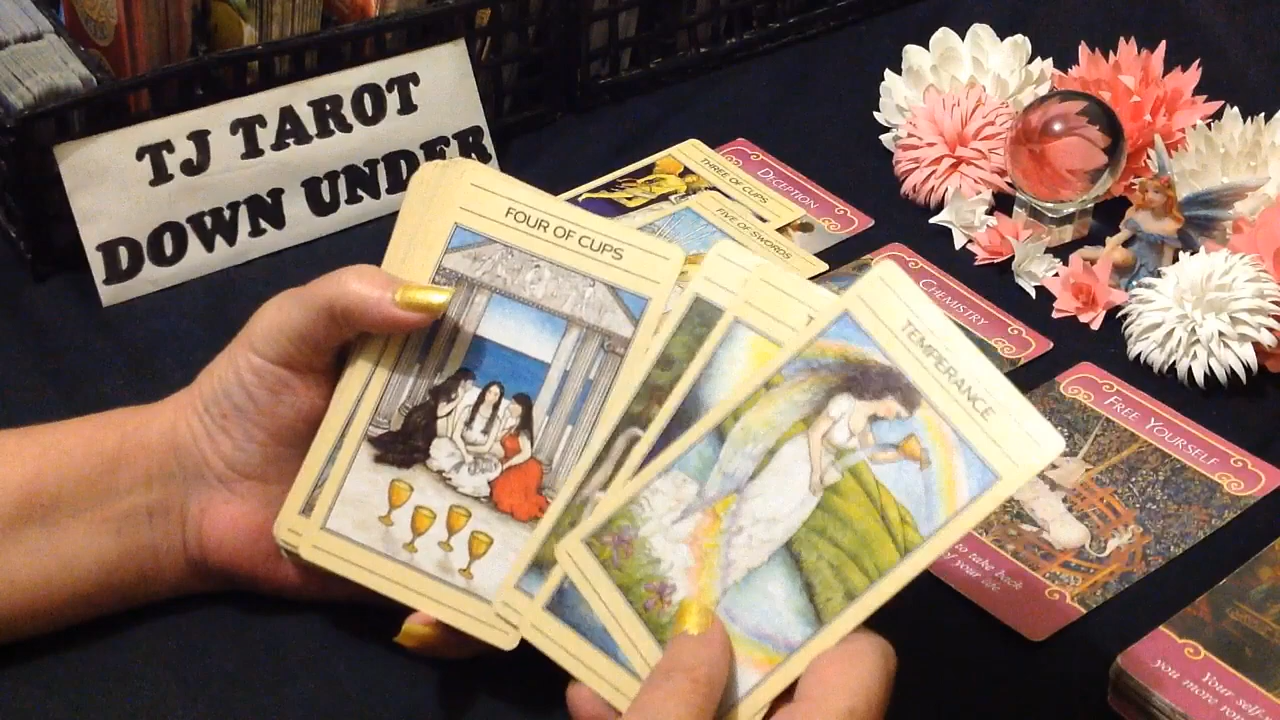 TJ TAROT
DOWN UNDER
FOUR OF CUPS
THREE OF CUPS
DECEPTION
FIVE OF SWORDS
CHEMISTRY
TEMPERANCE
FREE YOURSELF
to take back
of your life
Your self
you more